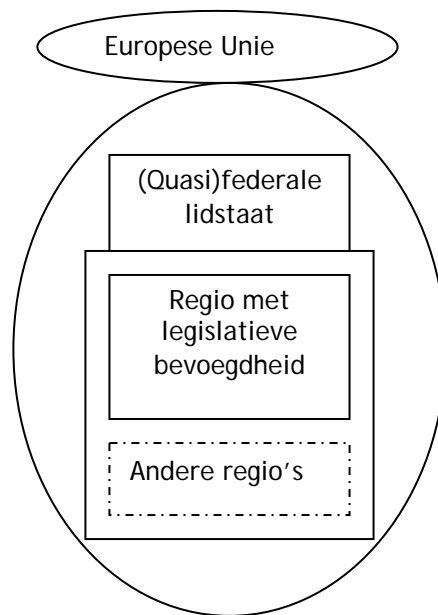 Europese Unie
(Quasi)federale
lidstaat
Regio met
legislatieve
bevoegdheid
Andere regio's